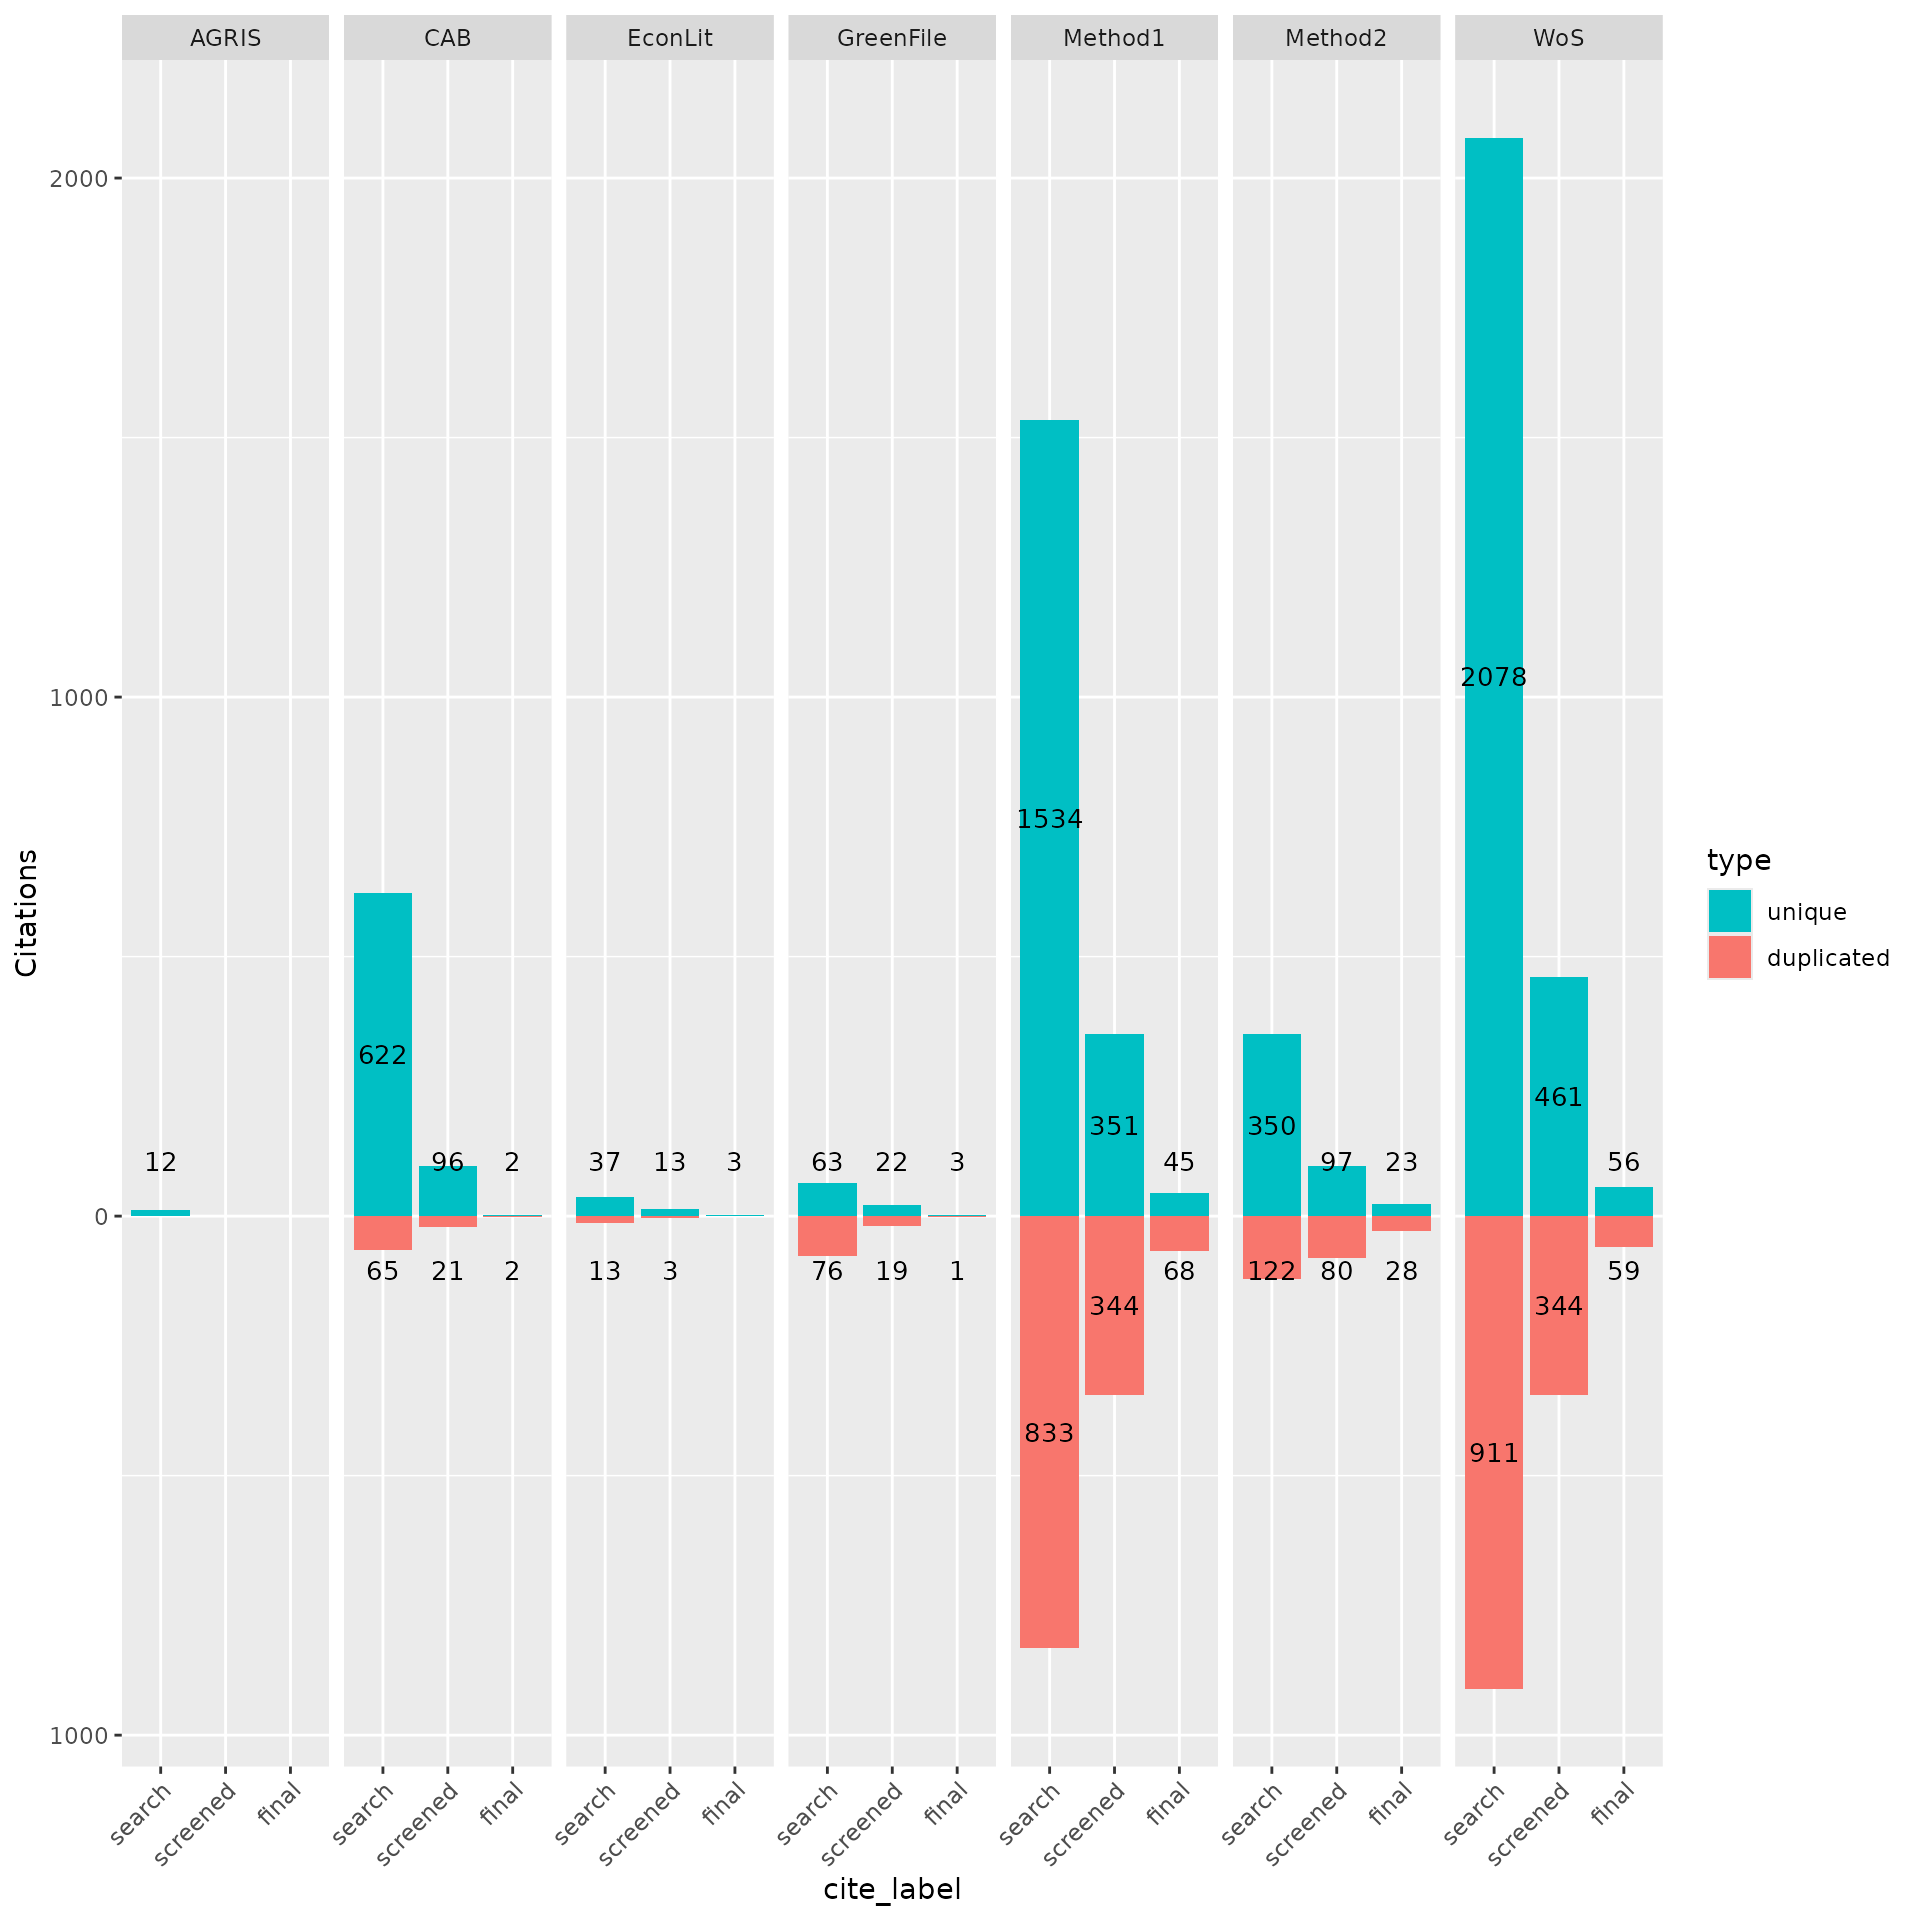 AGRIS CAB EconLit GreenFile Method1 Method2 WoS
2000
1000
0
1000
Citations
2078
1534
622
461
351
350
12
96 2
37 13 3
63 22 3
45
97 23
56
65 21 2
13 3
76 19 1
68
122 80 28
59
344
344
833
911
type
unique
duplicated
search screened final search screened final search screened final search screened final search screened final search screened final search screened final
cite_label